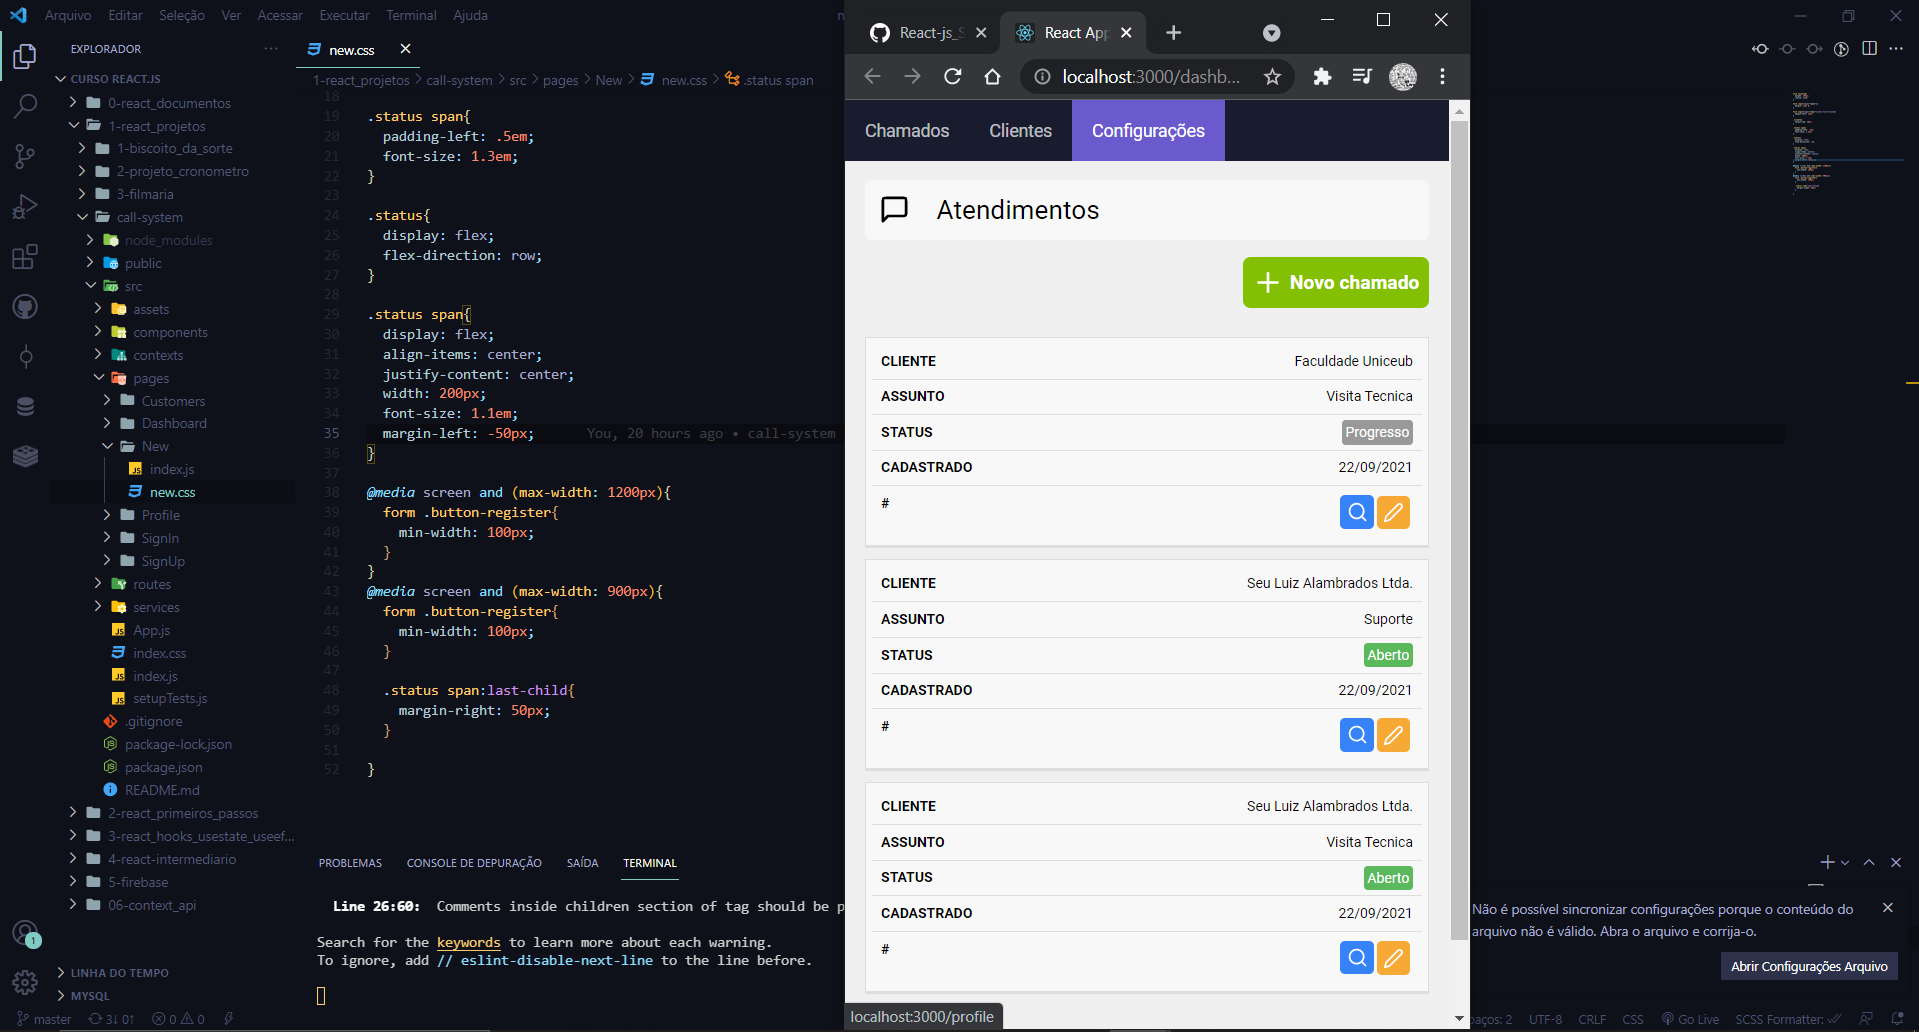 Arquivo Editar Seleção Ver Acessar Executar Terminal Ajuda
EXPLORADOR
CURSO REACT.JS
0-react_documentos
1-react_projetos
1-biscoito_da_sorte
2-projeto_cronometro
3-filmaria
call-system
node_modules
public
src
assets
components
contexts
pages
Customers
Dashboard
New
index.js
new.css
Profile
SignIn
SignUp
routes
services
App.js
index.css
index.js
setupTests.js
.gitignore
package-lock.json
package.json
README.md
2-react_primeiros_passos
3-react_hooks_usestate_useef...
4-react-intermediario
5-firebase
06-context_api
LINHA DO TEMPO
MYSQL
1
new.css
1-react_projetos > call-system > src > pages > New > new.css > .status span
18
19 .status span{
20 padding-left: .5em;
21 font-size: 1.3em;
22 }
23
24 .status{
25 display: flex;
26 flex-direction: row;
27 }
28
29 .status span{
30 display: flex;
31 align-items: center;
32 justify-content: center;
33 width: 200px;
34 font-size: 1.1em;
35 margin-left: -50px; You, 20 hours ago • call-system
36 }
37
38 @media screen and (max-width: 1200px){
39 form .button-register{
40 min-width: 100px;
41 }
42 }
43 @media screen and (max-width: 900px){
44 form .button-register{
45 min-width: 100px;
46 }
47
48 .status span:last-child{
49 margin-right: 50px;
50 }
51
52 }
PROBLEMAS CONSOLE DE DEPURAÇÃO SAÍDA TERMINAL
Line 26:60: Comments inside children section of tag should be p
Search for the keywords to learn more about each warning.
To ignore, add // eslint-disable-next-line to the line before.
React-js_S
React App
localhost:3000/dashb...
Chamados Clientes Configurações
Atendimentos
Novo chamado
CLIENTE Faculdade Uniceub
ASSUNTO Visita Tecnica
STATUS Progresso
CADASTRADO 22/09/2021
#
CLIENTE Seu Luiz Alambrados Ltda.
ASSUNTO Suporte
STATUS Aberto
CADASTRADO 22/09/2021
#
CLIENTE Seu Luiz Alambrados Ltda.
ASSUNTO Visita Tecnica
STATUS Aberto
CADASTRADO 22/09/2021
#
localhost:3000/profile
Não é possível sincronizar configurações porque o conteúdo do
arquivo não é válido. Abra o arquivo e corrija-o.
Abrir Configurações Arquivo
master 3↓ 0↑ 0 0
paços: 2 UTF-8 CRLF CSS Go Live SCSS Formatter: